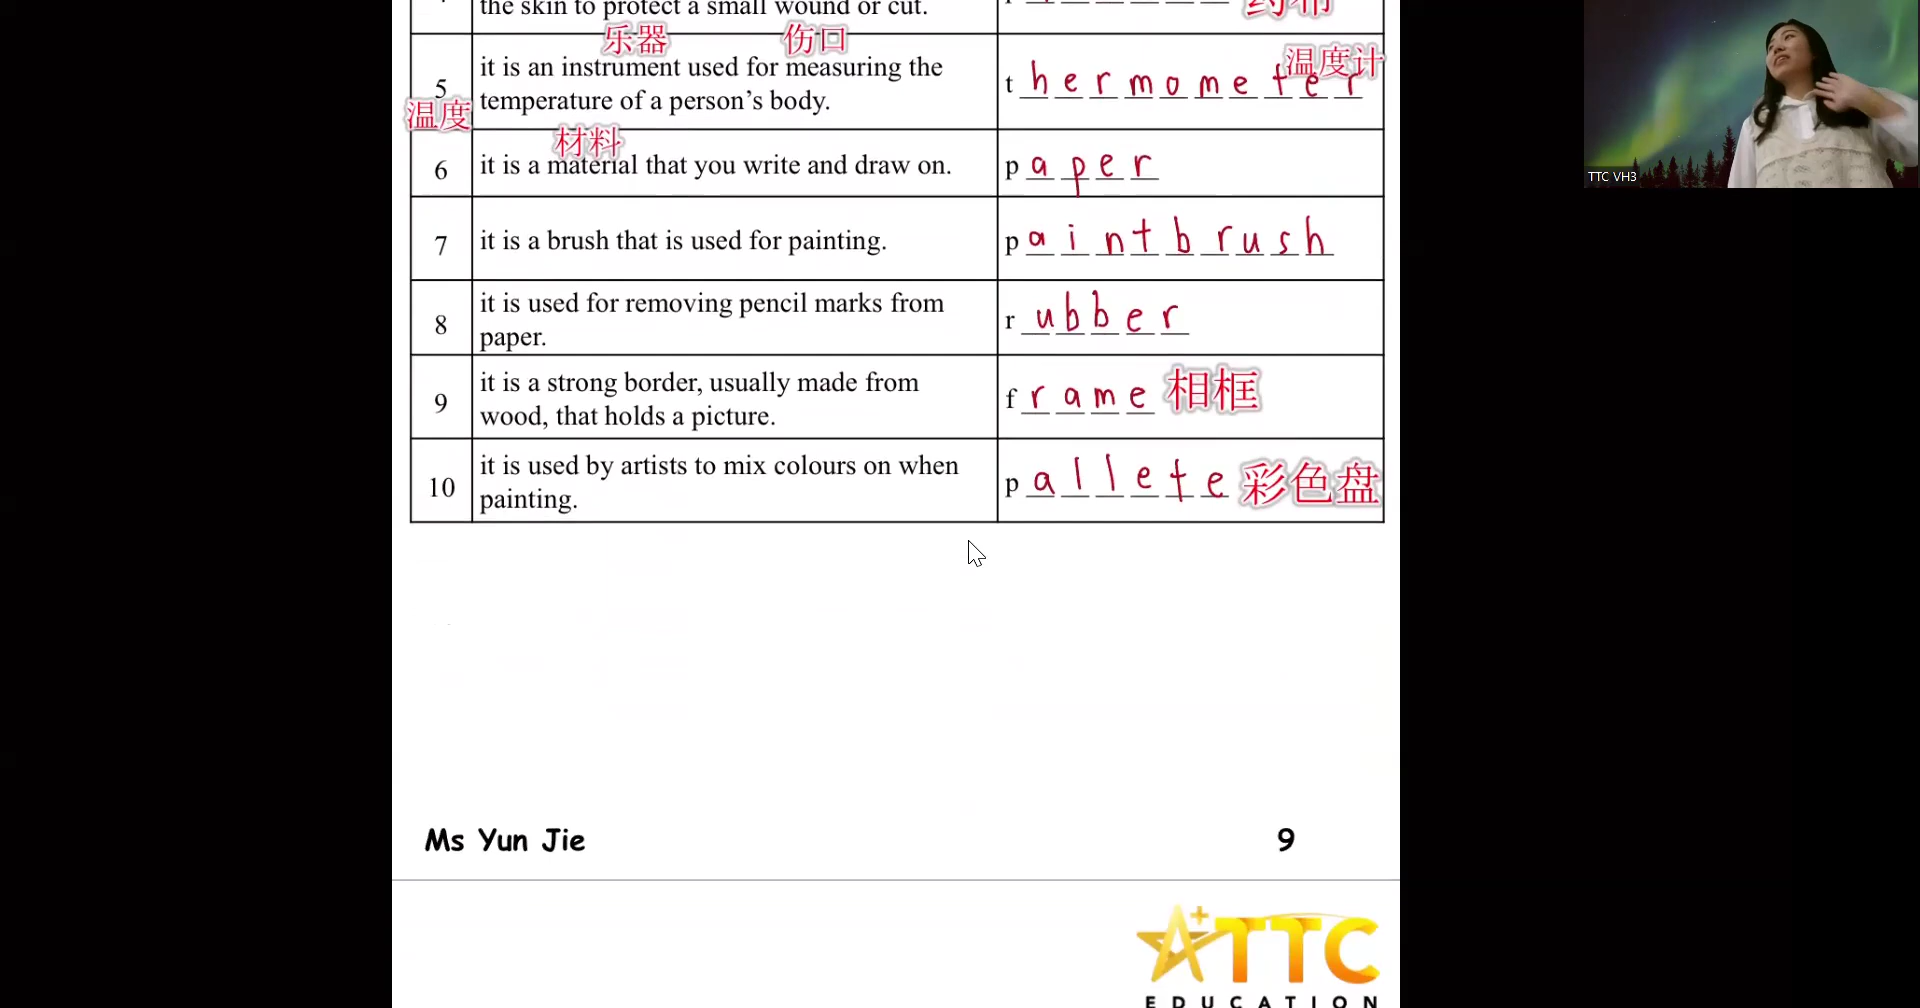 the skin to protect a small wound or cut.
乐器 伤口
5 it is an instrument used for measuring the
temperature of a person's body.
温度
t h e r m o m e t e r 温度计
材料
6 it is a material that you write and draw on. p a p e r
7 it is a brush that is used for painting. p a i n t b r u s h
8 it is used for removing pencil marks from
paper.
r u b b e r
9 it is a strong border, usually made from
wood, that holds a picture.
f r a m e 相框
10 it is used by artists to mix colours on when
painting.
p a l l e t e 彩色盘
Ms Yun Jie 9
A+ TTC
EDUCATION
TTC VH3